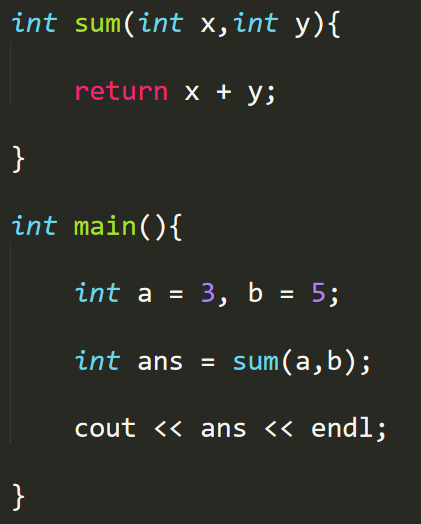 int sum(int x,int y){
return x + y;
}
int main(){
int a = 3, b = 5;
int ans = sum(a,b);
cout << ans << endl;
}